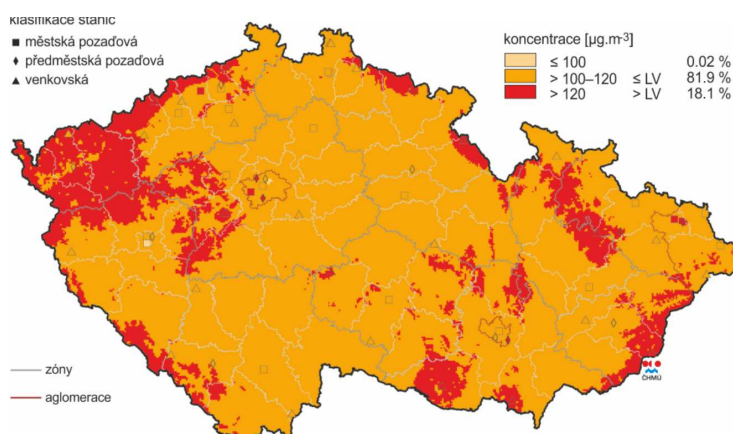 klasifikace stanic
městská pozaďová
předměstská pozaďová
venkovská
koncentrace [µg.m-3]
≤ 100 0.02 %
> 100–120 ≤ LV 81.9 %
> 120 > LV 18.1 %
zóny
aglomerace
ČHMÚ